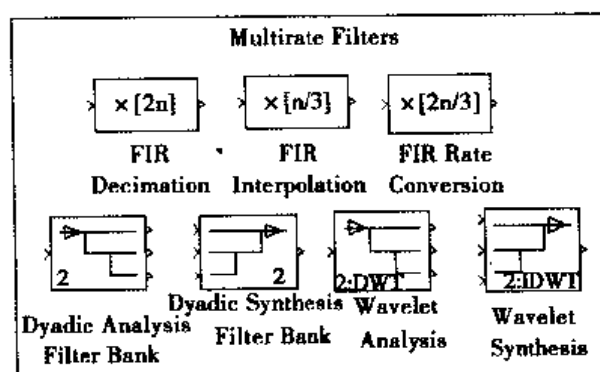 Multirate Filters
×[2n]
×[n/3]
×[2n/3]
FIR Decimation
FIR Interpolation
FIR Rate Conversion
2
2
2:DWT
2:IDWT
Dyadic Analysis Filter Bank
Dyadic Synthesis Filter Bank
Wavelet Analysis
Wavelet Synthesis